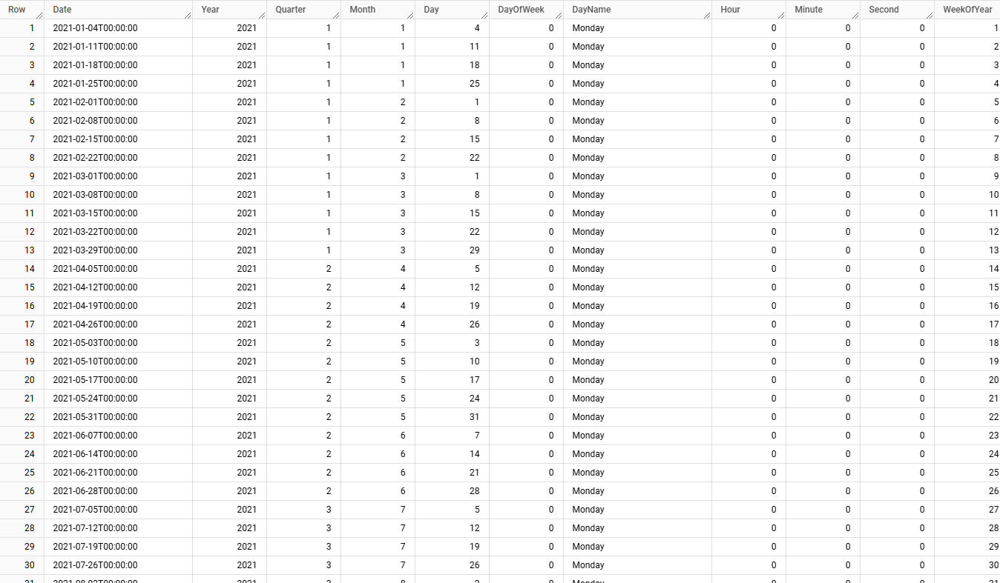 Row Date Year Quarter Month Day DayOfWeek DayName Hour Minute Second WeekOfYear
1 2021-01-04T00:00:00 2021 1 1 4 0 Monday 0 0 0 1
2 2021-01-11T00:00:00 2021 1 1 11 0 Monday 0 0 0 2
3 2021-01-18T00:00:00 2021 1 1 18 0 Monday 0 0 0 3
4 2021-01-25T00:00:00 2021 1 1 25 0 Monday 0 0 0 4
5 2021-02-01T00:00:00 2021 1 2 1 0 Monday 0 0 0 5
6 2021-02-08T00:00:00 2021 1 2 8 0 Monday 0 0 0 6
7 2021-02-15T00:00:00 2021 1 2 15 0 Monday 0 0 0 7
8 2021-02-22T00:00:00 2021 1 2 22 0 Monday 0 0 0 8
9 2021-03-01T00:00:00 2021 1 3 1 0 Monday 0 0 0 9
10 2021-03-08T00:00:00 2021 1 3 8 0 Monday 0 0 0 10
11 2021-03-15T00:00:00 2021 1 3 15 0 Monday 0 0 0 11
12 2021-03-22T00:00:00 2021 1 3 22 0 Monday 0 0 0 12
13 2021-03-29T00:00:00 2021 1 3 29 0 Monday 0 0 0 13
14 2021-04-05T00:00:00 2021 2 4 5 0 Monday 0 0 0 14
15 2021-04-12T00:00:00 2021 2 4 12 0 Monday 0 0 0 15
16 2021-04-19T00:00:00 2021 2 4 19 0 Monday 0 0 0 16
17 2021-04-26T00:00:00 2021 2 4 26 0 Monday 0 0 0 17
18 2021-05-03T00:00:00 2021 2 5 3 0 Monday 0 0 0 18
19 2021-05-10T00:00:00 2021 2 5 10 0 Monday 0 0 0 19
20 2021-05-17T00:00:00 2021 2 5 17 0 Monday 0 0 0 20
21 2021-05-24T00:00:00 2021 2 5 24 0 Monday 0 0 0 21
22 2021-05-31T00:00:00 2021 2 5 31 0 Monday 0 0 0 22
23 2021-06-07T00:00:00 2021 2 6 7 0 Monday 0 0 0 23
24 2021-06-14T00:00:00 2021 2 6 14 0 Monday 0 0 0 24
25 2021-06-21T00:00:00 2021 2 6 21 0 Monday 0 0 0 25
26 2021-06-28T00:00:00 2021 2 6 28 0 Monday 0 0 0 26
27 2021-07-05T00:00:00 2021 3 7 5 0 Monday 0 0 0 27
28 2021-07-12T00:00:00 2021 3 7 12 0 Monday 0 0 0 28
29 2021-07-19T00:00:00 2021 3 7 19 0 Monday 0 0 0 29
30 2021-07-26T00:00:00 2021 3 7 26 0 Monday 0 0 0 30